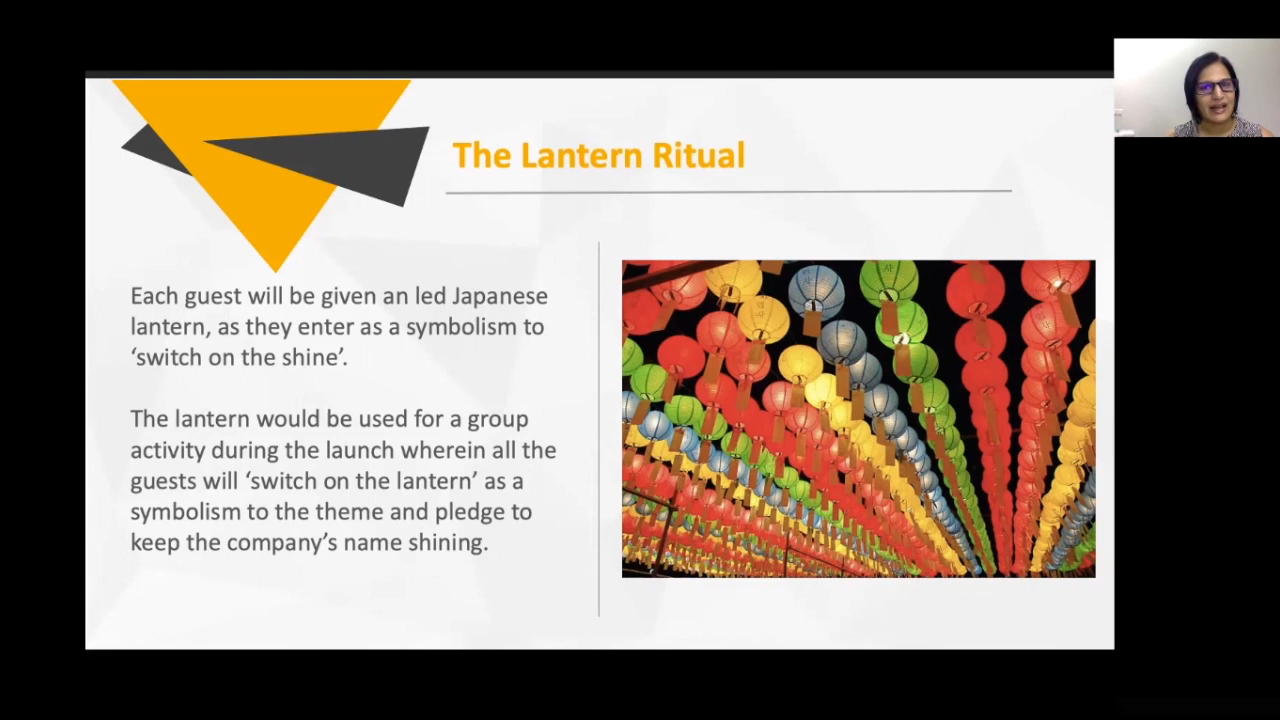 The Lantern Ritual
Each guest will be given an led Japanese
lantern, as they enter as a symbolism to
‘switch on the shine’.
The lantern would be used for a group
activity during the launch wherein all the
guests will ‘switch on the lantern’ as a
symbolism to the theme and pledge to
keep the company’s name shining.